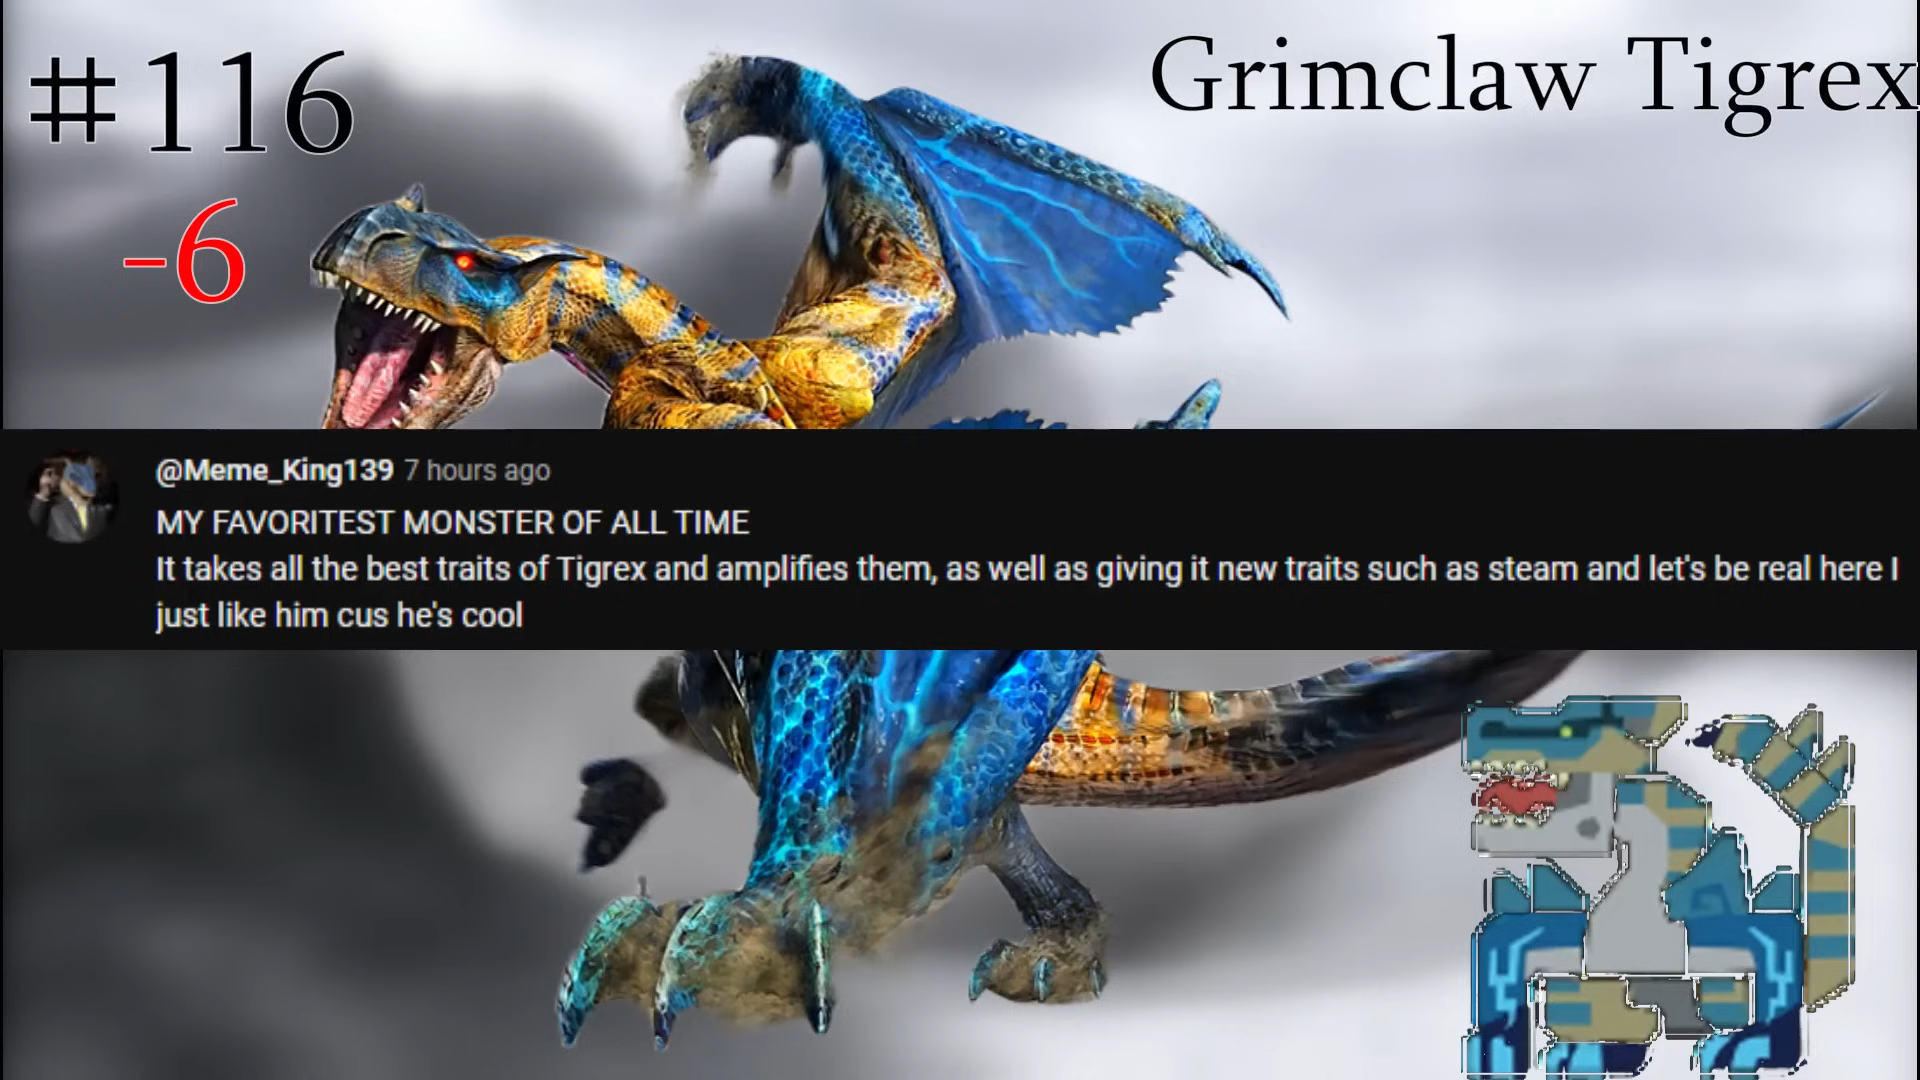 #116
Grimclaw Tigrex
-6
@Meme_King139 7 hours ago
MY FAVORITEST MONSTER OF ALL TIME
It takes all the best traits of Tigrex and amplifies them, as well as giving it new traits such as steam and let's be real here I
just like him cus he's cool